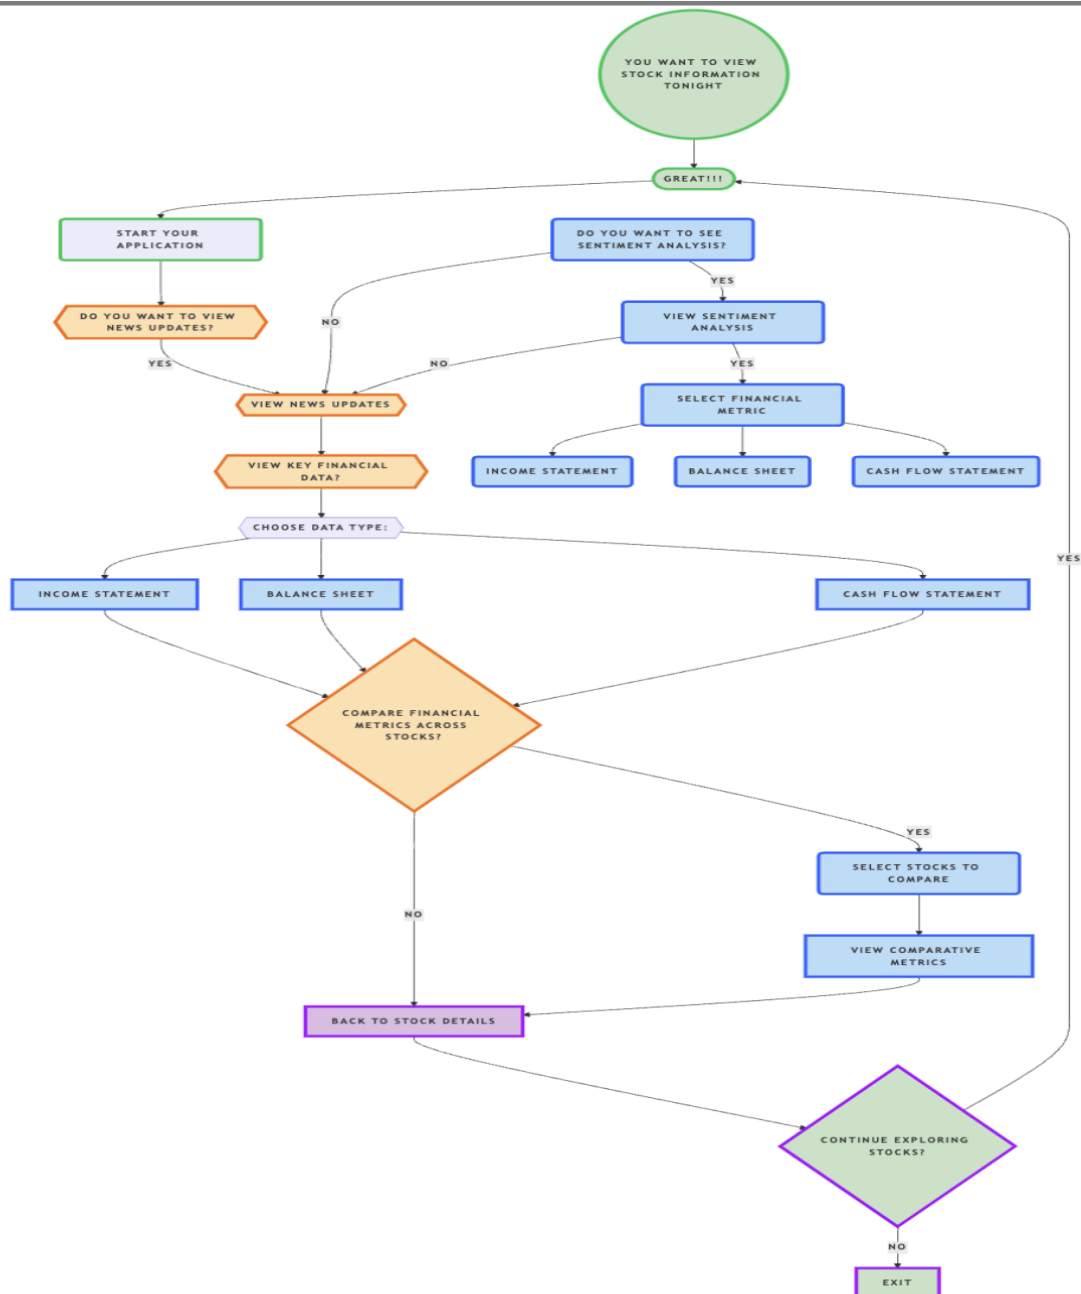 YOU WANT TO VIEW
STOCK INFORMATION
TONIGHT
GREAT!!!
START YOUR
APPLICATION
DO YOU WANT TO SEE
SENTIMENT ANALYSIS?
YES
DO YOU WANT TO VIEW
NEWS UPDATES?
NO
VIEW SENTIMENT
ANALYSIS
YES
NO
YES
VIEW NEWS UPDATES
SELECT FINANCIAL
METRIC
VIEW KEY FINANCIAL
DATA?
INCOME STATEMENT
BALANCE SHEET
CASH FLOW STATEMENT
CHOOSE DATA TYPE:
YES
INCOME STATEMENT
BALANCE SHEET
CASH FLOW STATEMENT
COMPARE FINANCIAL
METRICS ACROSS
STOCKS?
YES
SELECT STOCKS TO
COMPARE
NO
VIEW COMPARATIVE
METRICS
BACK TO STOCK DETAILS
CONTINUE EXPLORING
STOCKS?
NO
EXIT